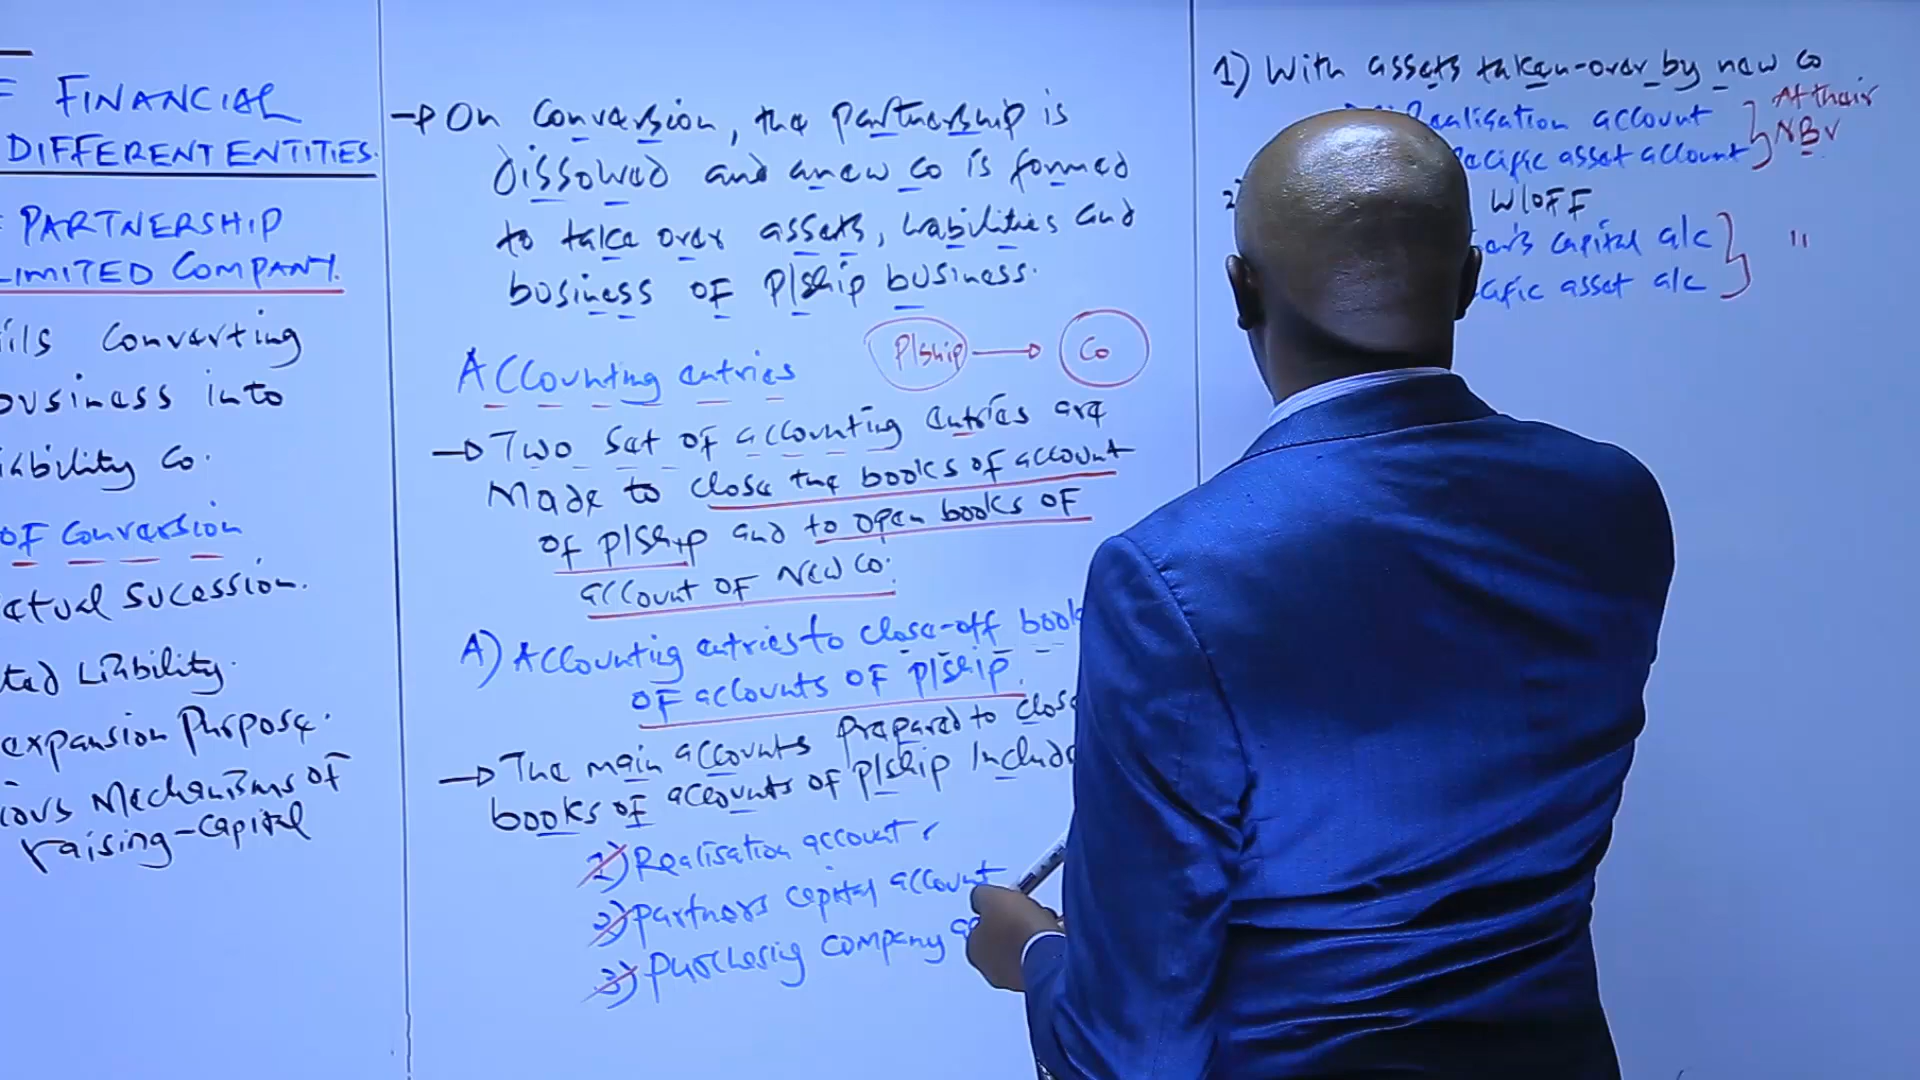 FINANCIAL
DIFFERENT ENTITIES.
PARTNERSHIP
LIMITED COMPANY.
ils Converting
business into
iability Co.
OF Conversion
etual Sucession.
ted Liability.
expansion Purpose.
ious Mechanisms of
raising-capital
→ On Conversion, the partnership is
dissolved and a new co is formed
to take over assets, liabilities and
business of P/ship business.
P/ship → Co
Accounting entries
→ Two set of accounting entries are
Made to close the books of account
of p/ship and to open books of
account of New co.
A) Accounting entries to close-off book
of accounts of p/ship.
→ The main accounts prepared to close
books of accounts of p/ship include
1) Realisation account
2) Partners capital account
3) Purchasing company
1) With assets taken-over by new co
Realisation account
specific asset account
At their
NBV
2) W/OFF
capital a/c
asset a/c
"